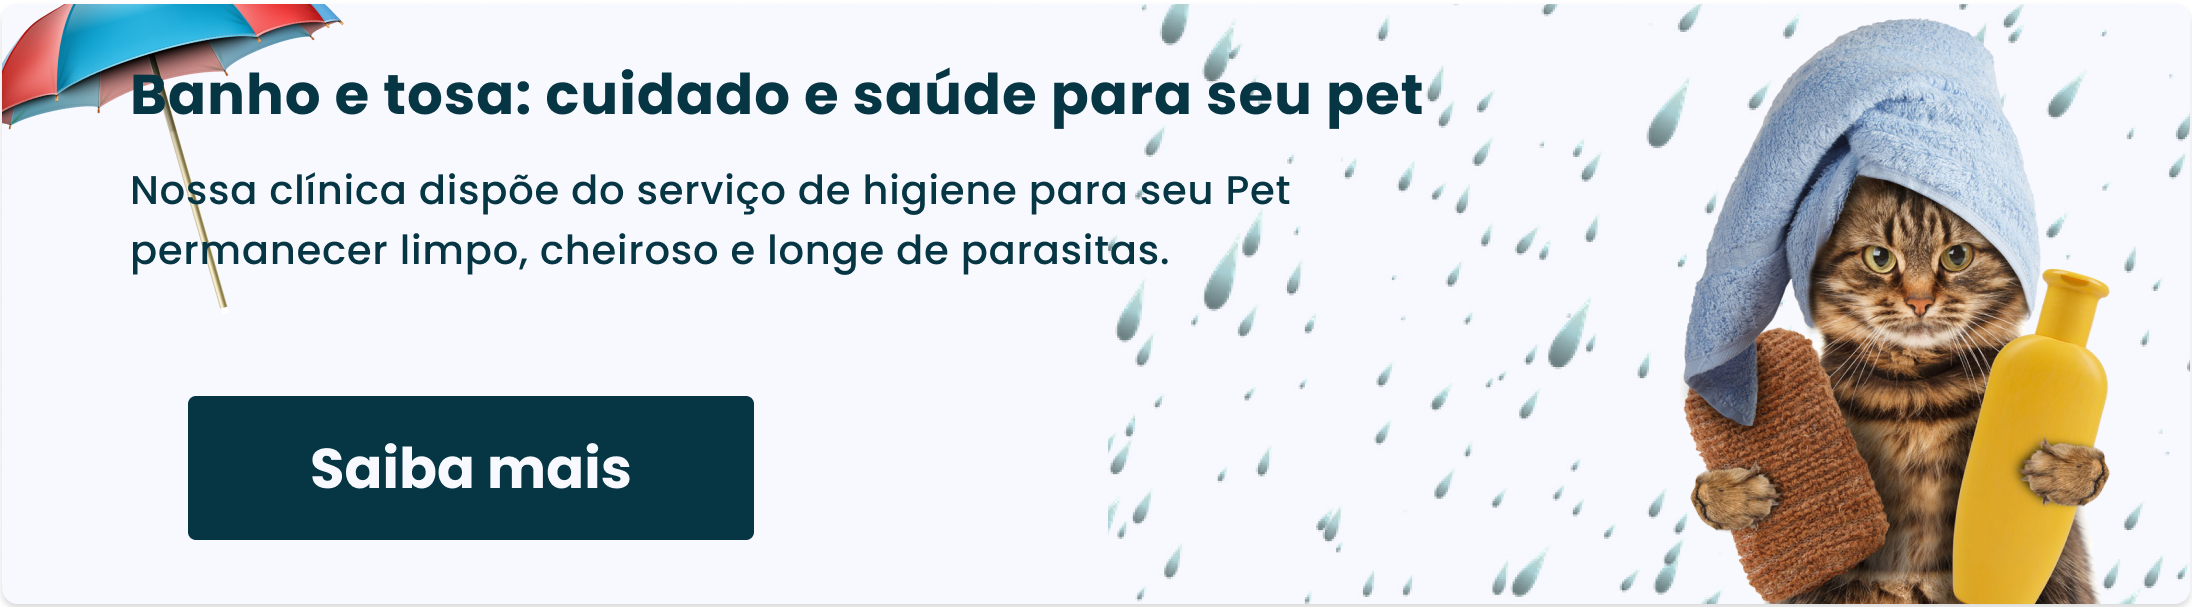 Banho e tosa: cuidado e saúde para seu pet
Nossa clínica dispõe do serviço de higiene para seu Pet
permanecer limpo, cheiroso e longe de parasitas.
Saiba mais